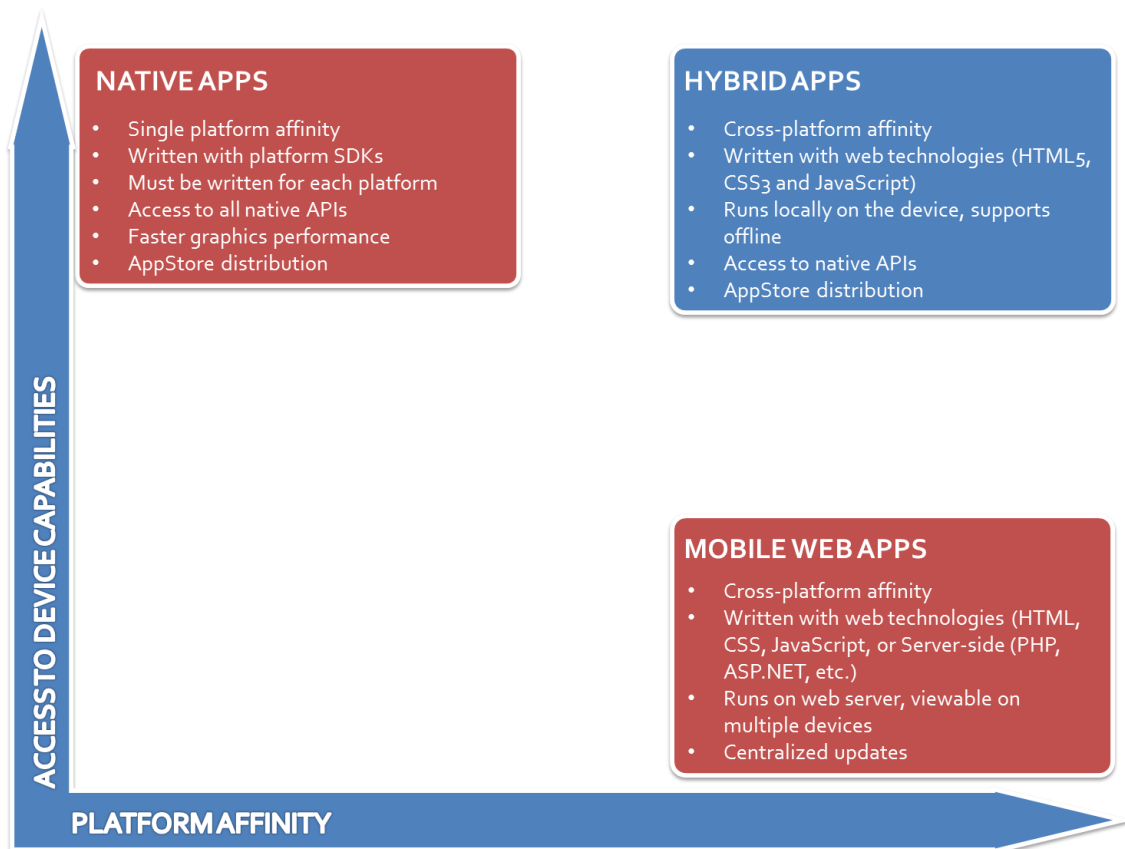 NATIVE APPS
• Single platform affinity
• Written with platform SDKs
• Must be written for each platform
• Access to all native APIs
• Faster graphics performance
• AppStore distribution
HYBRID APPS
• Cross-platform affinity
• Written with web technologies (HTML5,
CSS3 and JavaScript)
• Runs locally on the device, supports
offline
• Access to native APIs
• AppStore distribution
ACCESS TO DEVICE CAPABILITIES
MOBILE WEB APPS
• Cross-platform affinity
• Written with web technologies (HTML,
CSS, JavaScript, or Server-side (PHP,
ASP.NET, etc.)
• Runs on web server, viewable on
multiple devices
• Centralized updates
PLATFORM AFFINITY